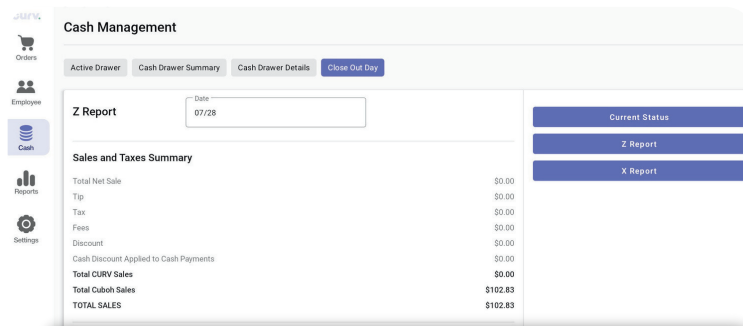 curv.
Cash Management
Orders
Active Drawer
Cash Drawer Summary
Cash Drawer Details
Close Out Day
Employee
Z Report
Date
07/28
Current Status
Z Report
X Report
Cash
Sales and Taxes Summary
Total Net Sale $0.00
Tip $0.00
Tax $0.00
Fees $0.00
Discount $0.00
Cash Discount Applied to Cash Payments $0.00
Total CURV Sales $0.00
Total Cuboh Sales $102.83
TOTAL SALES $102.83
Reports
Settings